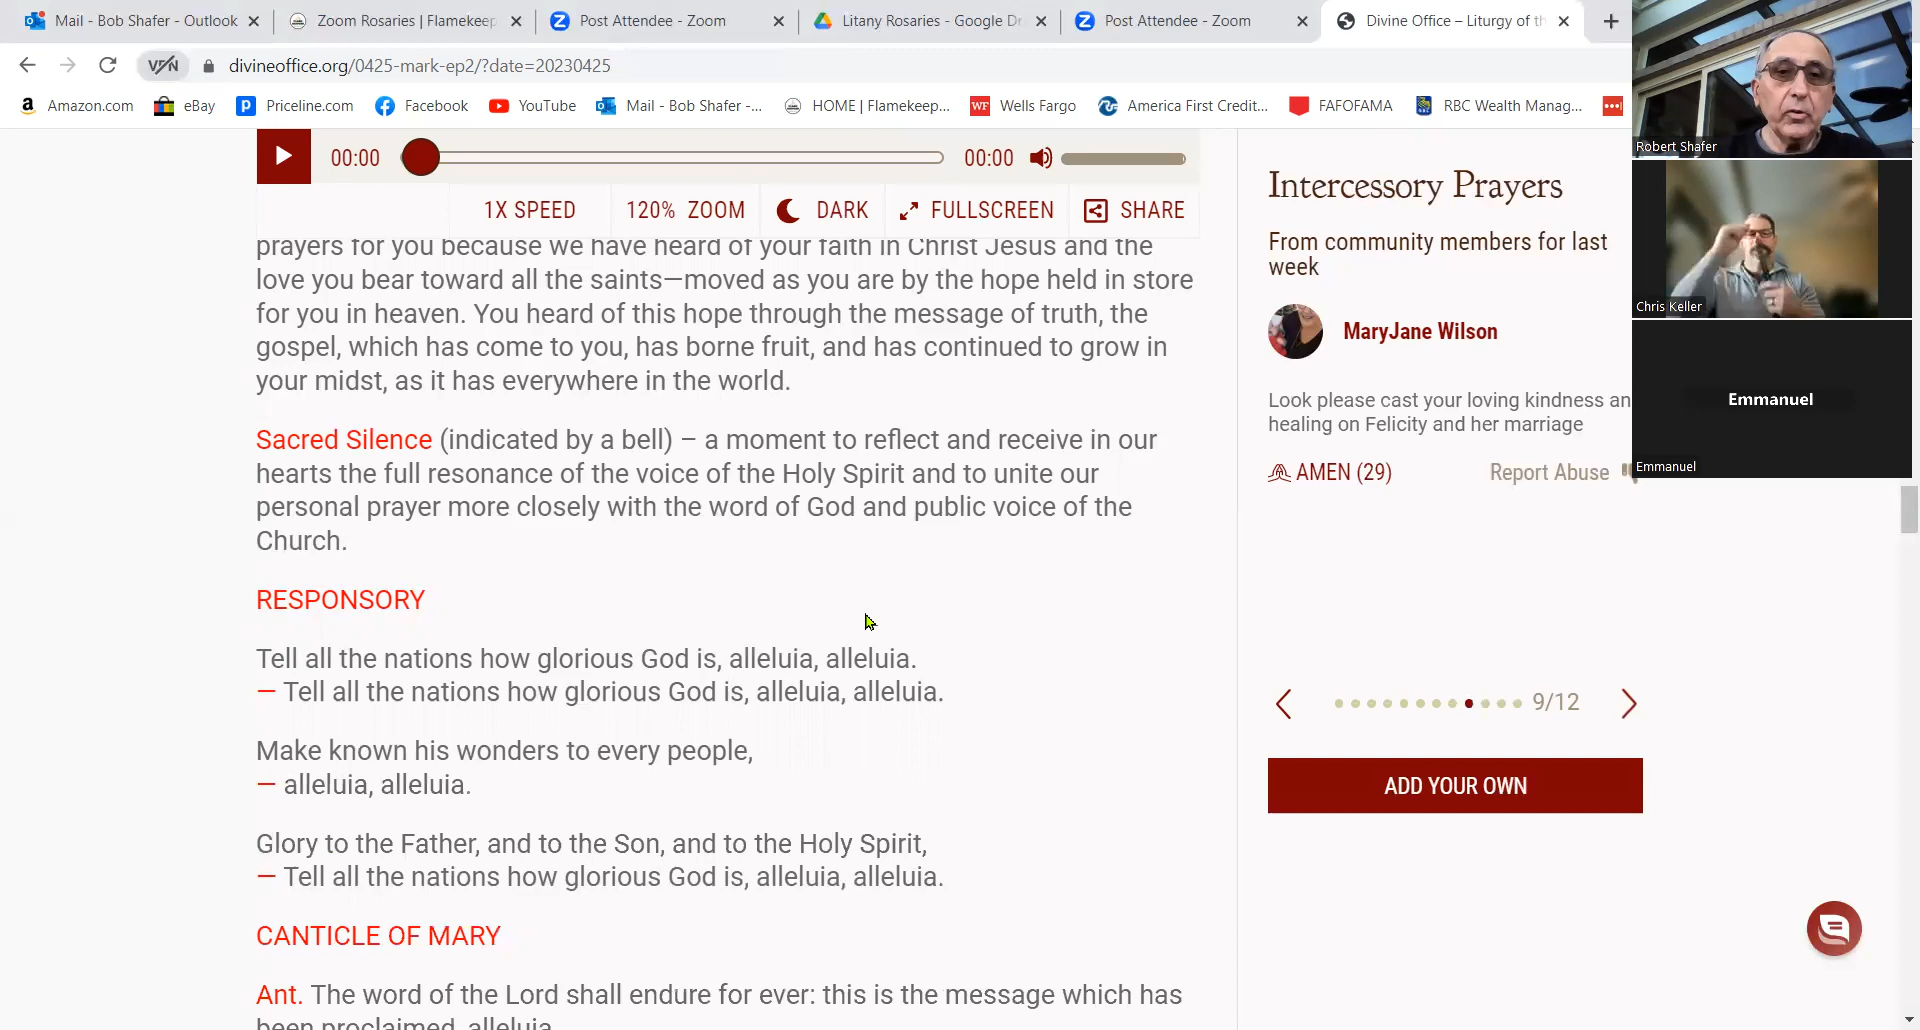 Mail - Bob Shafer - Outlook
Zoom Rosaries | Flamekeep
Post Attendee - Zoom
Litany Rosaries - Google Dr
Post Attendee - Zoom
Divine Office – Liturgy of th
VPN
divineoffice.org/0425-mark-ep2/?date=20230425
Amazon.com
eBay
Priceline.com
Facebook
YouTube
Mail - Bob Shafer -...
HOME | Flamekeep...
WF Wells Fargo
America First Credit...
FAFOFAMA
RBC Wealth Manag...
00:00
00:00
1X SPEED
120% ZOOM
DARK
FULLSCREEN
SHARE
prayers for you because we have heard of your faith in Christ Jesus and the
love you bear toward all the saints—moved as you are by the hope held in store
for you in heaven. You heard of this hope through the message of truth, the
gospel, which has come to you, has borne fruit, and has continued to grow in
your midst, as it has everywhere in the world.
Sacred Silence (indicated by a bell) – a moment to reflect and receive in our
hearts the full resonance of the voice of the Holy Spirit and to unite our
personal prayer more closely with the word of God and public voice of the
Church.
RESPONSORY
Tell all the nations how glorious God is, alleluia, alleluia.
— Tell all the nations how glorious God is, alleluia, alleluia.
Make known his wonders to every people,
— alleluia, alleluia.
Glory to the Father, and to the Son, and to the Holy Spirit,
— Tell all the nations how glorious God is, alleluia, alleluia.
CANTICLE OF MARY
Ant. The word of the Lord shall endure for ever: this is the message which has
been proclaimed, alleluia.
Intercessory Prayers
From community members for last
week
MaryJane Wilson
Look please cast your loving kindness an
healing on Felicity and her marriage
AMEN (29)
Report Abuse
9/12
ADD YOUR OWN
Robert Shafer
Chris Keller
Emmanuel
Emmanuel